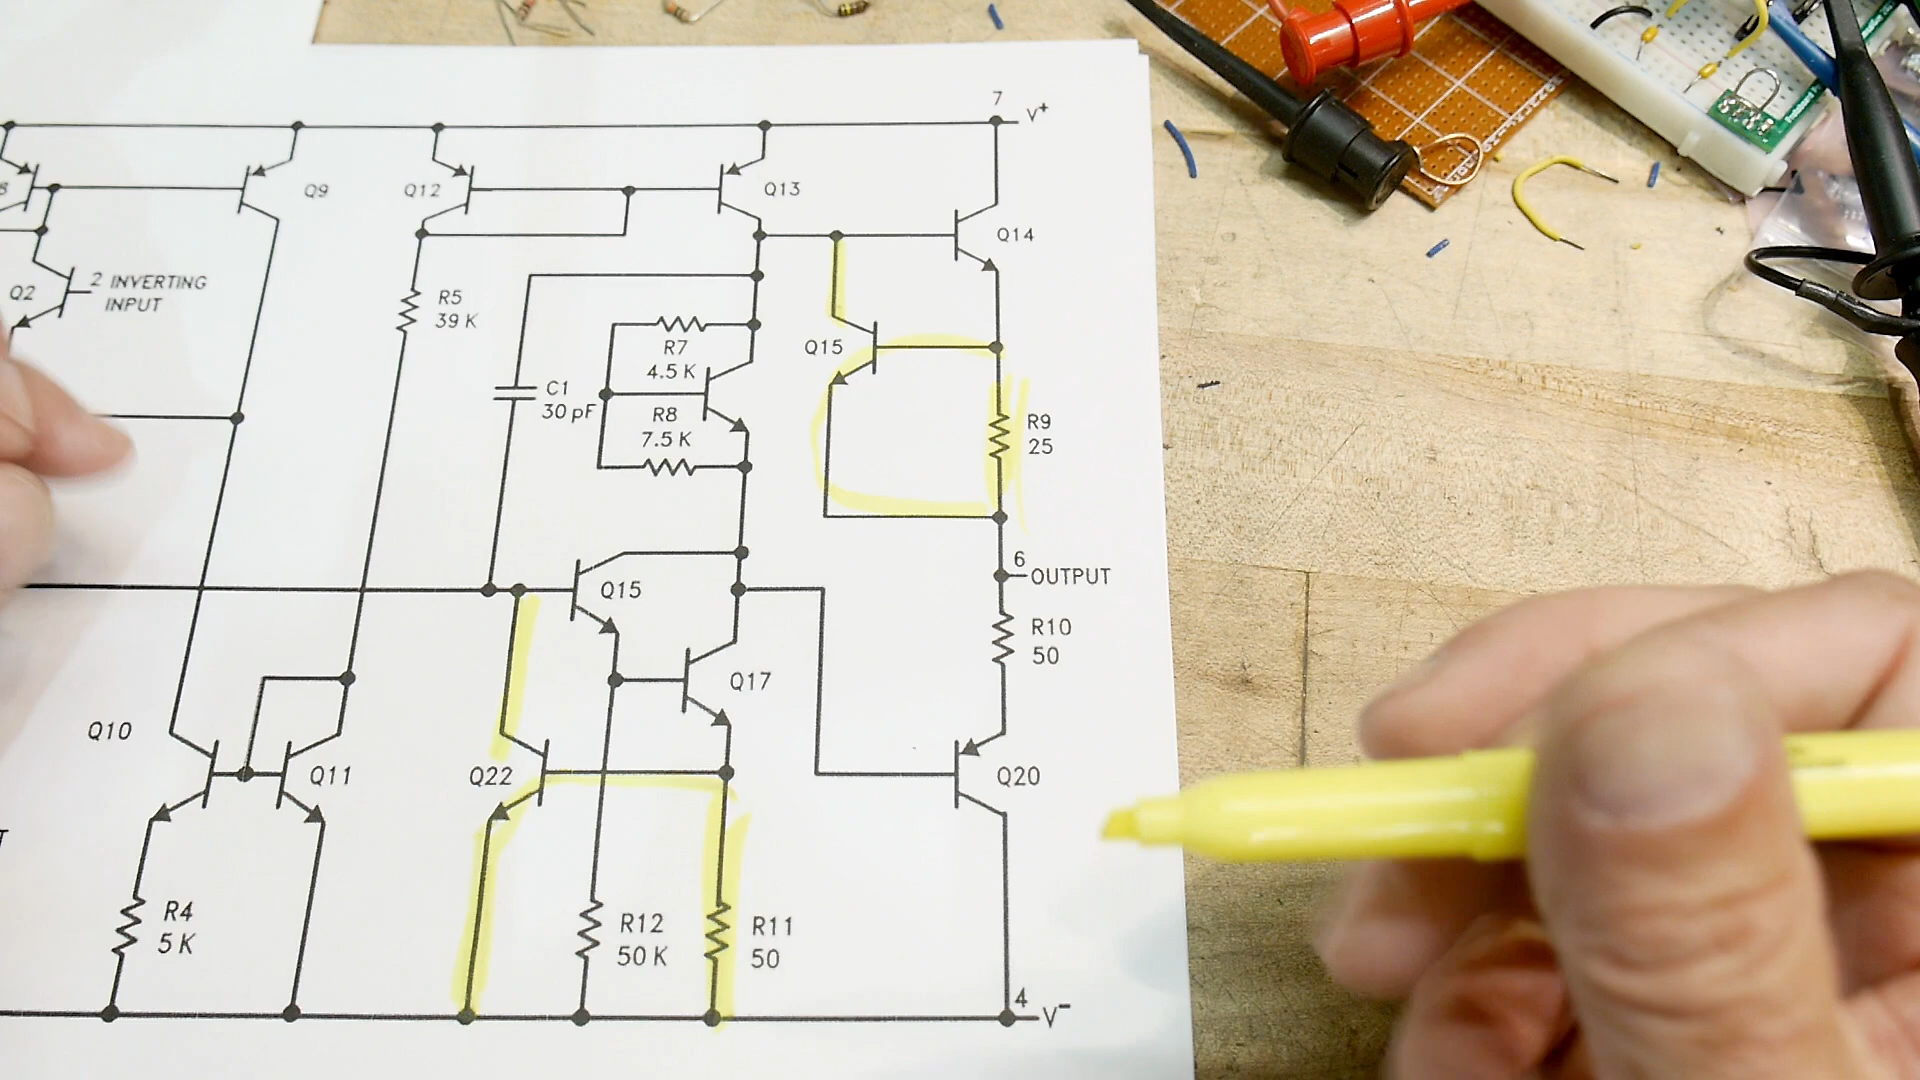 7
V+
8
Q9
Q12
Q13
Q14
2 INVERTING
INPUT
Q2
R5
39 K
Q15
R7
4.5 K
C1
30 pF
R8
7.5 K
R9
25
6
OUTPUT
Q15
R10
50
Q17
Q10
Q11
Q22
Q20
R4
5 K
R12
50 K
R11
50
T
4
V-